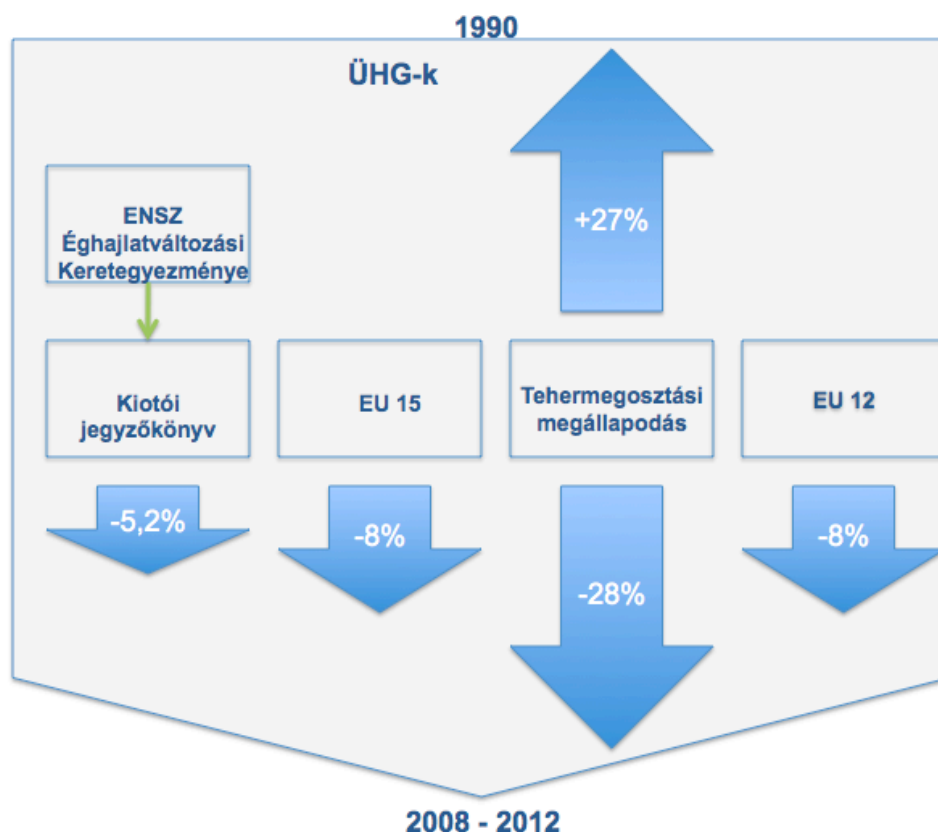 1990
ÜHG-k
+27%
ENSZ
Éghajlatváltozási
Keretegyezménye
Kiotói
jegyzőkönyv
EU 15
Tehermegosztási
megállapodás
EU 12
-5,2%
-8%
-28%
-8%
2008 - 2012